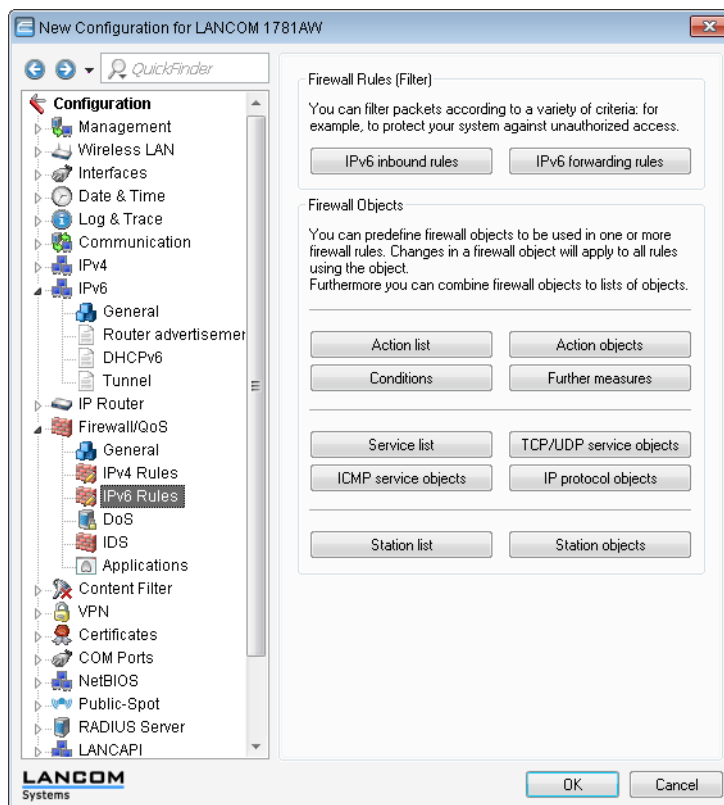 New Configuration for LANCOM 1781AW
QuickFinder
Configuration
Management
Wireless LAN
Interfaces
Date & Time
Log & Trace
Communication
IPv4
IPv6
General
Router advertisemer
DHCPv6
Tunnel
IP Router
Firewall/QoS
General
IPv4 Rules
IPv6 Rules
DoS
IDS
Applications
Content Filter
VPN
Certificates
COM Ports
NetBIOS
Public-Spot
RADIUS Server
LANCAPI
Firewall Rules (Filter)
You can filter packets according to a variety of criteria: for
example, to protect your system against unauthorized access.
IPv6 inbound rules IPv6 forwarding rules
Firewall Objects
You can predefine firewall objects to be used in one or more
firewall rules. Changes in a firewall object will apply to all rules
using the object.
Furthermore you can combine firewall objects to lists of objects.
Action list Action objects
Conditions Further measures
Service list TCP/UDP service objects
ICMP service objects IP protocol objects
Station list Station objects
LANCOM
Systems
OK Cancel